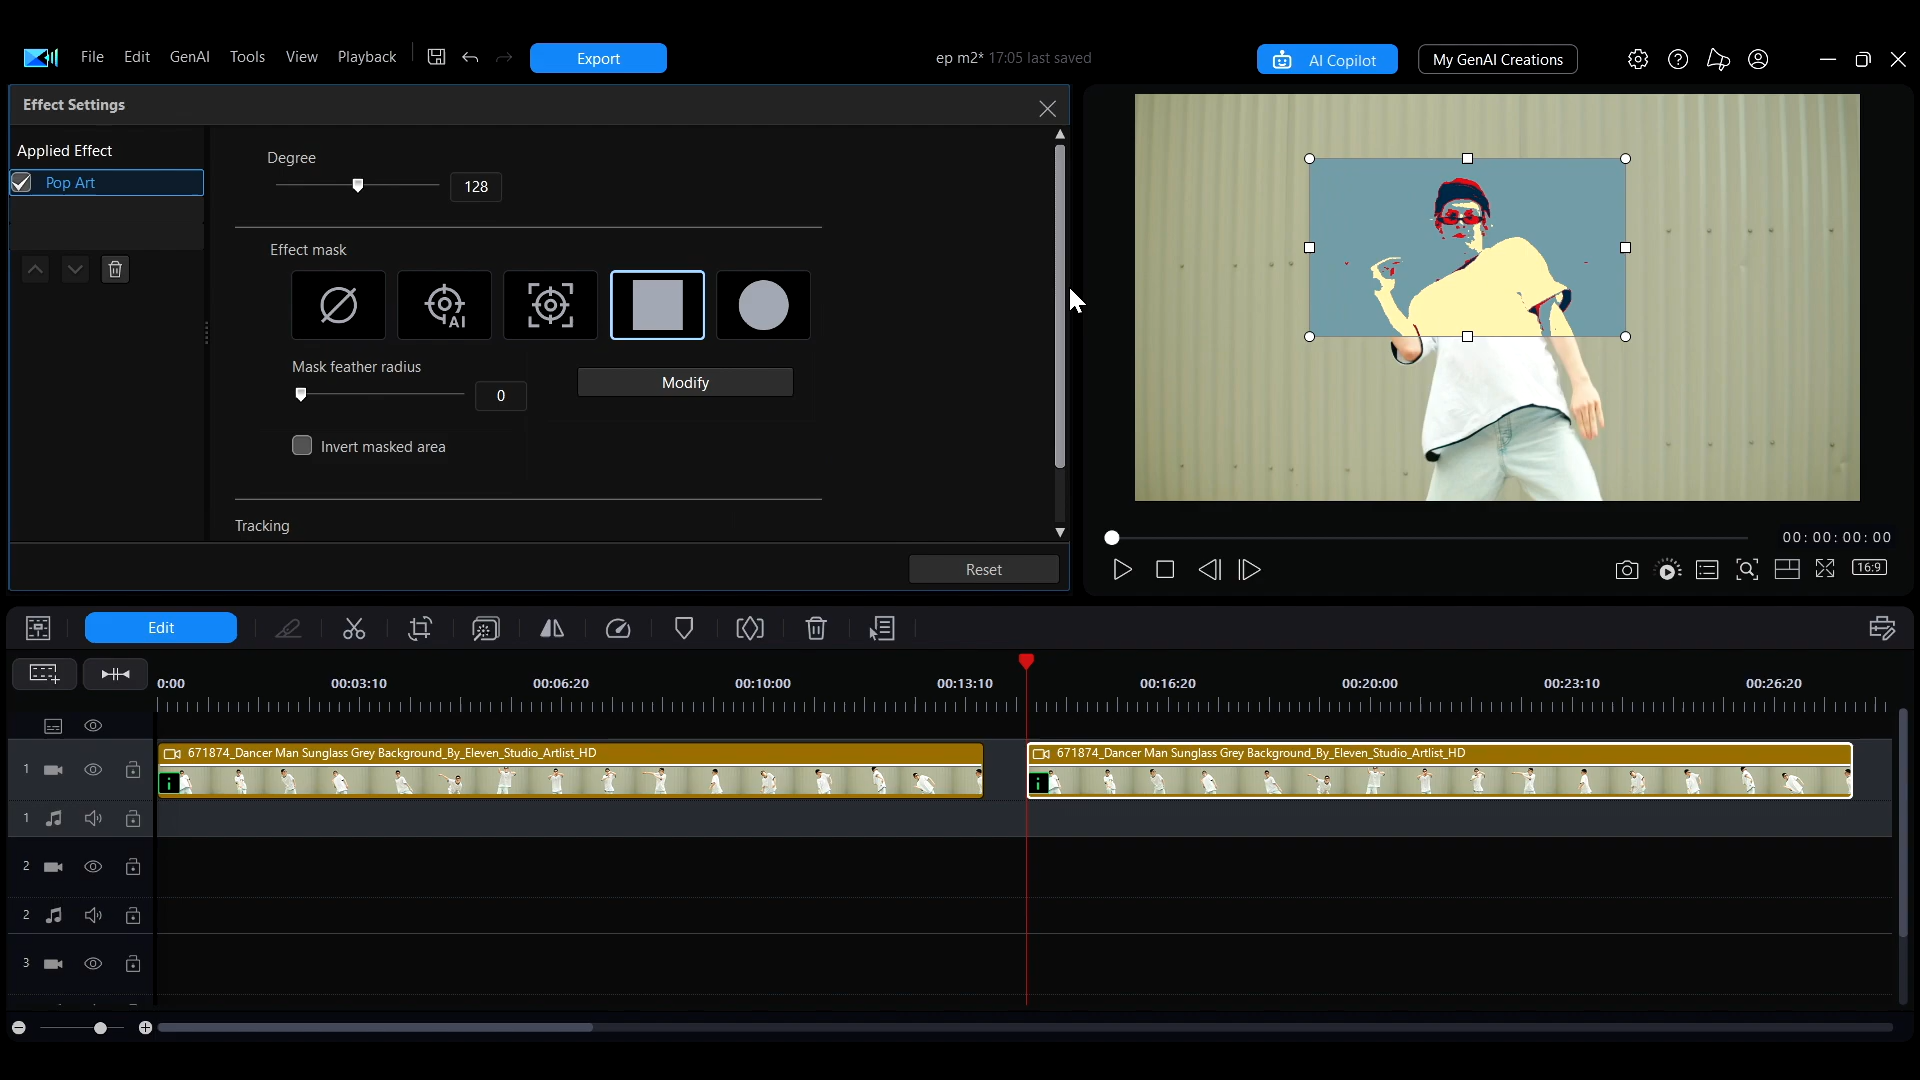 File Edit GenAI Tools View Playback Export ep m2* 17:05 last saved AI Copilot My GenAI Creations
Effect Settings
Applied Effect
Pop Art
Degree
128
Effect mask
AI
Mask feather radius
0
Modify
Invert masked area
Tracking
Reset
00:00:00:00
16:9
Edit
0:00 00:03:10 00:06:20 00:10:00 00:13:10 00:16:20 00:20:00 00:23:10 00:26:20
1 671874_Dancer Man Sunglass Grey Background_By_Eleven_Studio_Artlist_HD 671874_Dancer Man Sunglass Grey Background_By_Eleven_Studio_Artlist_HD
i i
1
2
2
3